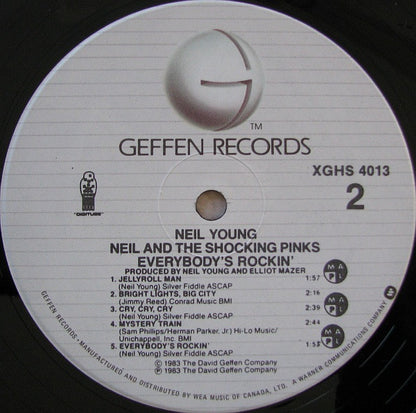 G
TM
GEFFEN RECORDS
XGHS 4013
2
"DIGITUBE"
NEIL YOUNG
NEIL AND THE SHOCKING PINKS
EVERYBODY'S ROCKIN'
PRODUCED BY NEIL YOUNG AND ELLIOT MAZER
1. JELLYROLL MAN 1:57
(Neil Young) Silver Fiddle ASCAP
2. BRIGHT LIGHTS, BIG CITY 2:16
(Jimmy Reed) Conrad Music BMI
3. CRY, CRY, CRY 2:39
(Neil Young) Silver Fiddle ASCAP
4. MYSTERY TRAIN 2:44
(Sam Phillips/Herman Parker, Jr.) Hi-Lo Music/
Unichappell, Inc. BMI
5. EVERYBODY'S ROCKIN' 1:53
(Neil Young) Silver Fiddle ASCAP
M A P L
M A P L
M A P L
Ⓒ 1983 The David Geffen Company
Ⓟ 1983 The David Geffen Company
GEFFEN RECORDS • MANUFACTURED AND DISTRIBUTED BY WEA MUSIC OF CANADA, LTD. A WARNER COMMUNICATIONS COMPANY